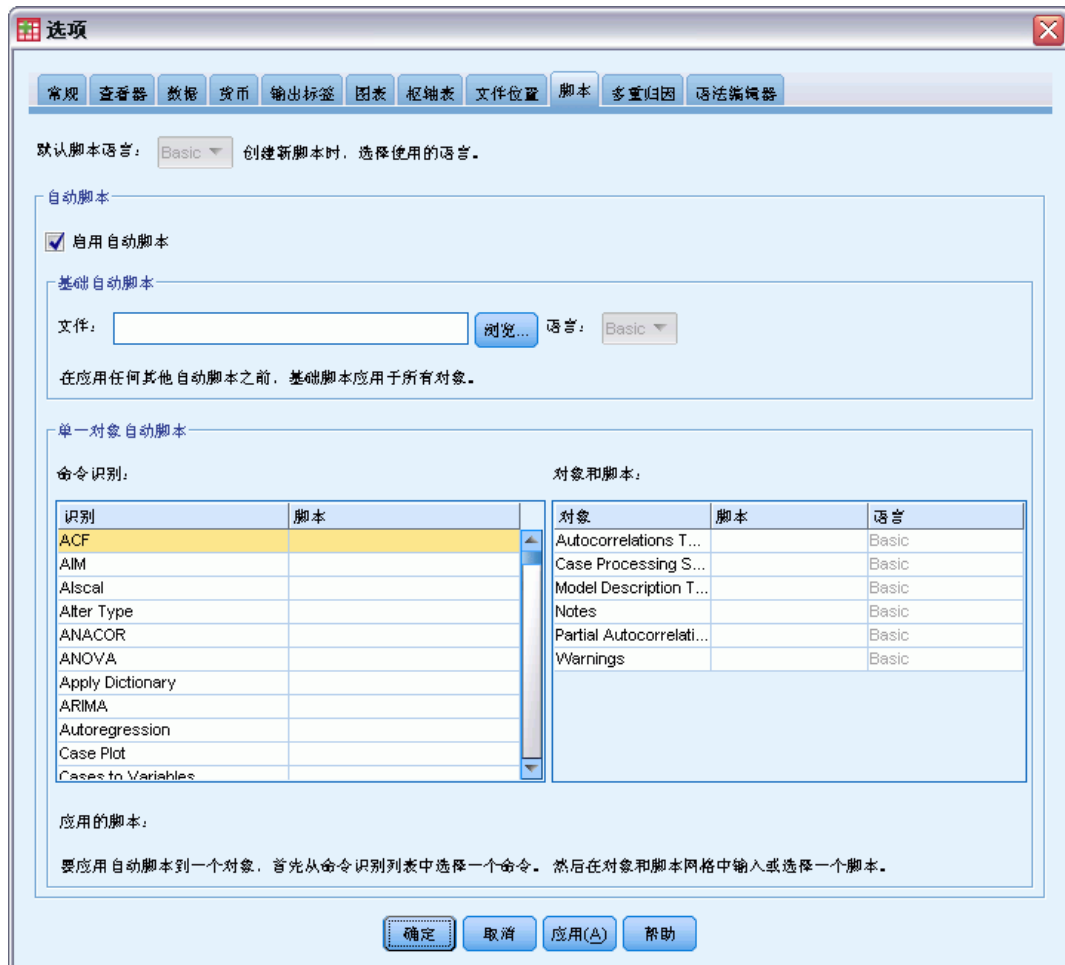 选项
常规 查看器 数据 货币 输出标签 图表 枢轴表 文件位置 脚本 多重归因 语法编辑器
默认脚本语言： Basic 创建新脚本时，选择使用的语言。
自动脚本
启用自动脚本
基础自动脚本
文件： 浏览... 语言： Basic
在应用任何其他自动脚本之前，基础脚本应用于所有对象。
单一对象自动脚本
命令识别： 对象和脚本：
识别 脚本 对象 脚本 语言
ACF Autocorrelations T... Basic
AIM Case Processing S... Basic
Alscal Model Description T... Basic
Alter Type Notes Basic
ANACOR Partial Autocorrelati... Basic
ANOVA Warnings Basic
Apply Dictionary
ARIMA
Autoregression
Case Plot
Cases to Variables
应用的脚本：
要应用自动脚本到一个对象，首先从命令识别列表中选择一个命令。 然后在对象和脚本网格中输入或选择一个脚本。
确定 取消 应用(A) 帮助